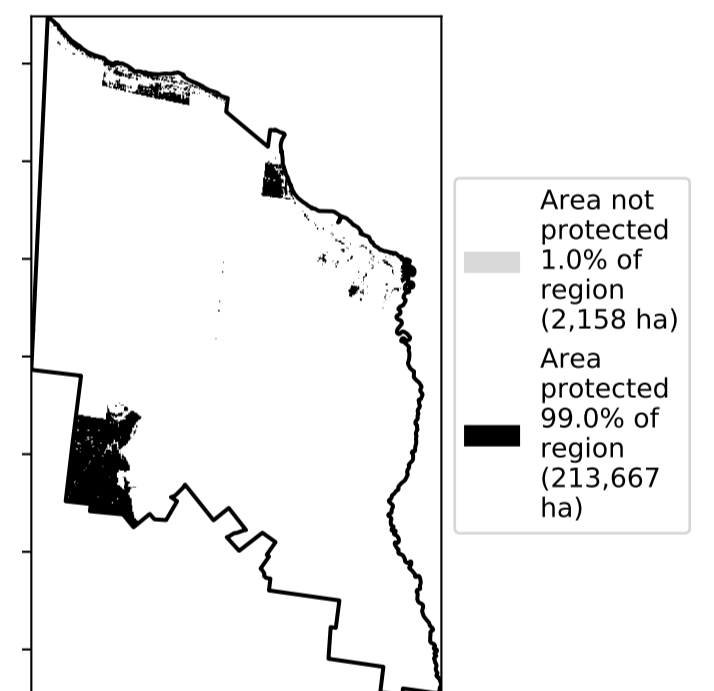 Area not
protected
1.0% of
region
(2,158 ha)
Area
protected
99.0% of
region
(213,667
ha)